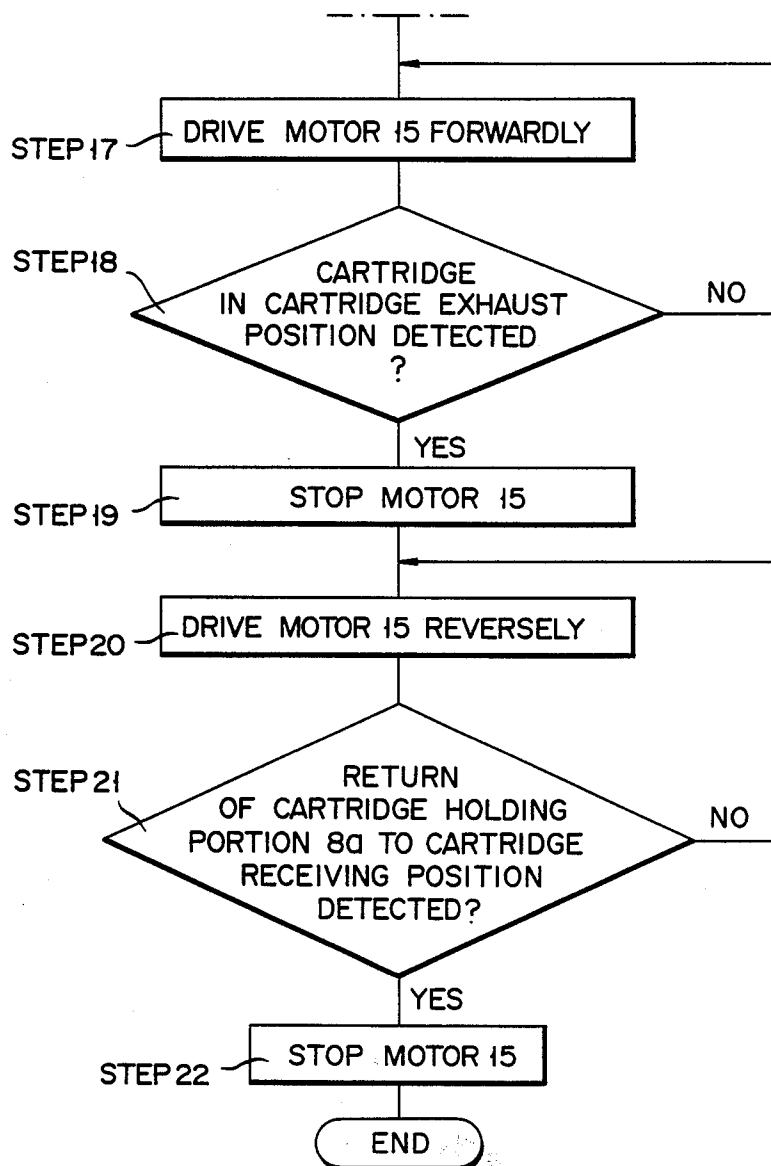 STEP 17
DRIVE MOTOR 15 FORWARDLY
STEP 18
CARTRIDGE
IN CARTRIDGE EXHAUST
POSITION DETECTED
?
NO
YES
STEP 19
STOP MOTOR 15
STEP 20
DRIVE MOTOR 15 REVERSELY
STEP 21
RETURN
OF CARTRIDGE HOLDING
PORTION 8a TO CARTRIDGE
RECEIVING POSITION
DETECTED?
NO
YES
STEP 22
STOP MOTOR 15
END